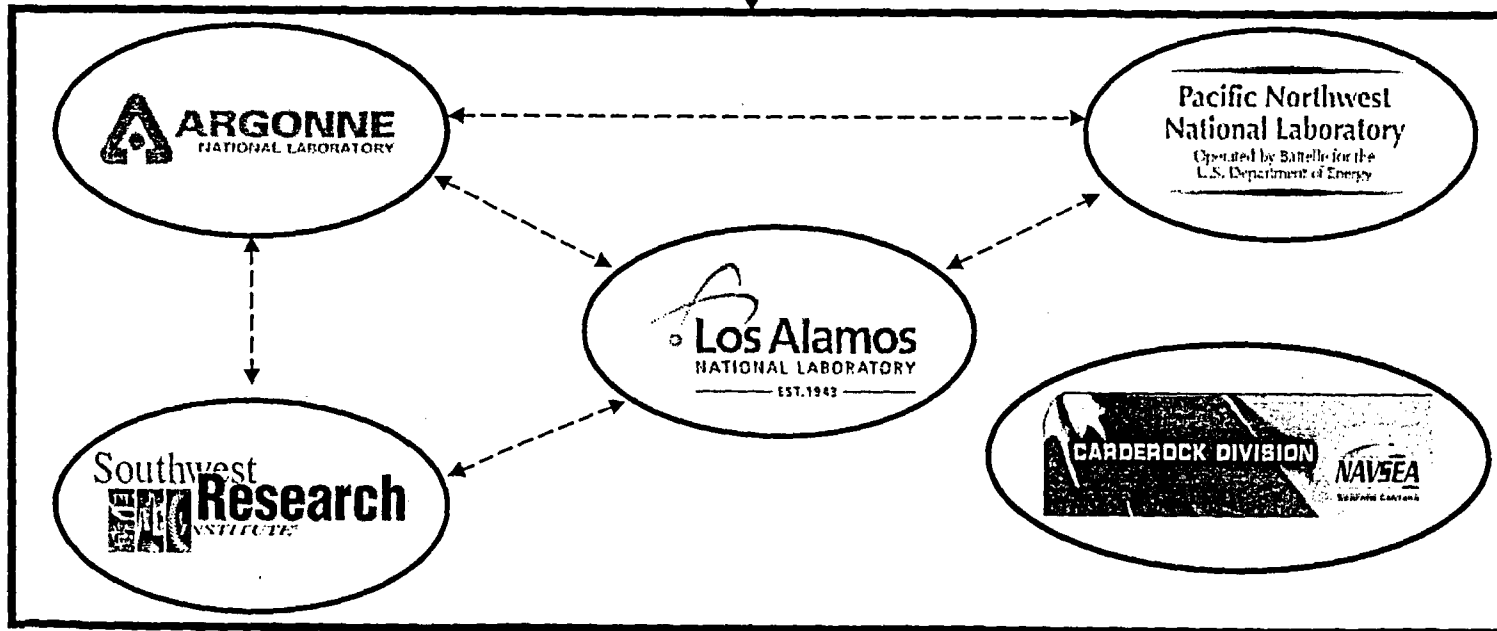 ARGONNE
NATIONAL LABORATORY
Pacific Northwest
National Laboratory
Operated by Battelle for the
U.S. Department of Energy
Los Alamos
NATIONAL LABORATORY
EST.1943
CARDEROCK DIVISION
NAVSEA
Southwest
Research
INSTITUTE